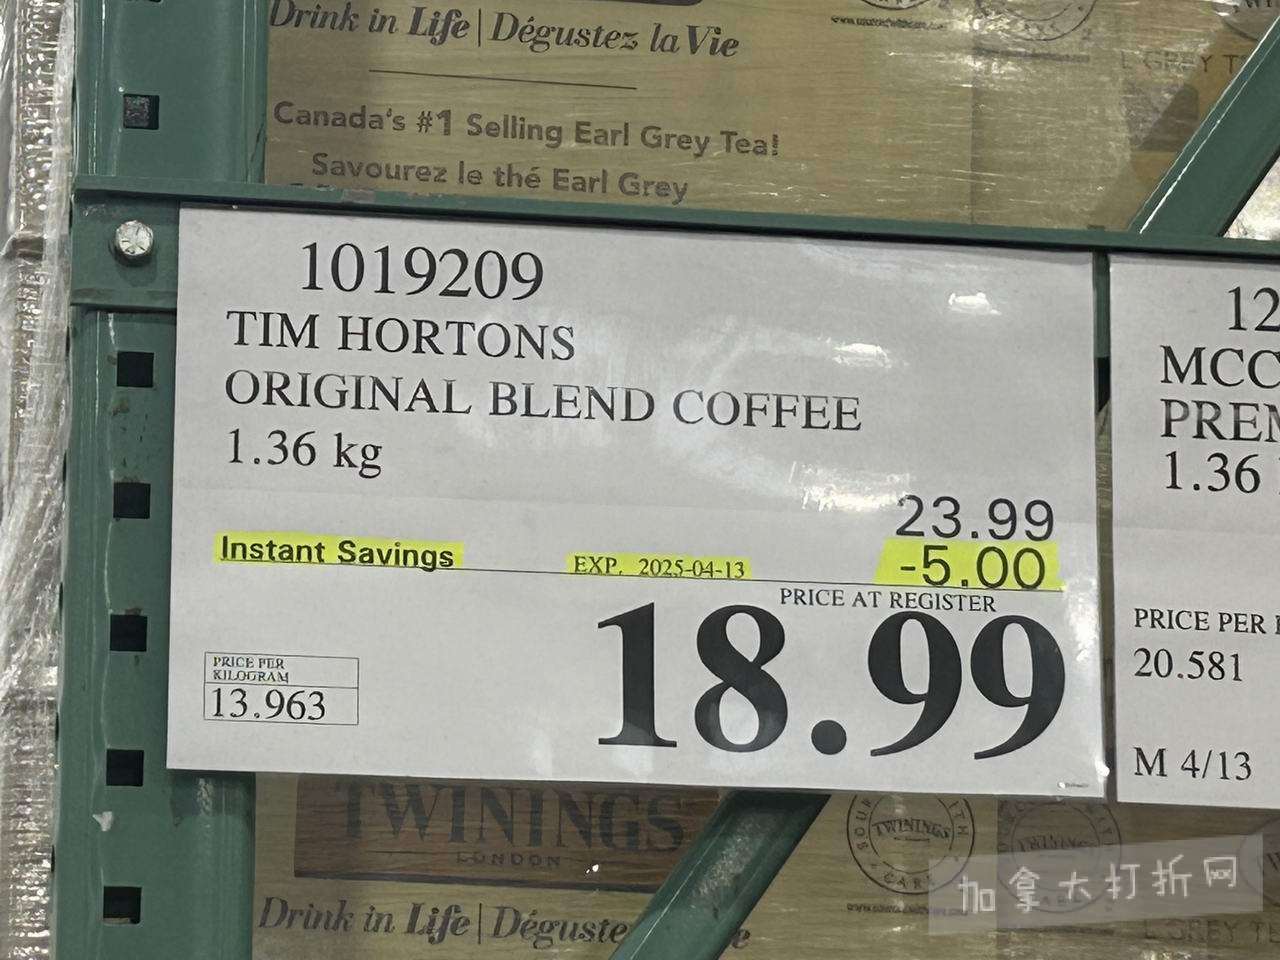 Drink in Life | Dégustez la Vie
Canada's #1 Selling Earl Grey Tea!
Savourez le thé Earl Grey
1019209
TIM HORTONS
ORIGINAL BLEND COFFEE
1.36 kg
23.99
Instant Savings EXP. 2025-04-13 -5.00
PRICE AT REGISTER
18.99
PRICE PER
KILOGRAM
13.963
12
MCC
PREM
1.36
PRICE PER
20.581
M 4/13
TWININGS
LONDON
TWININGS
Drink in Life | Déguste
加拿大打折网